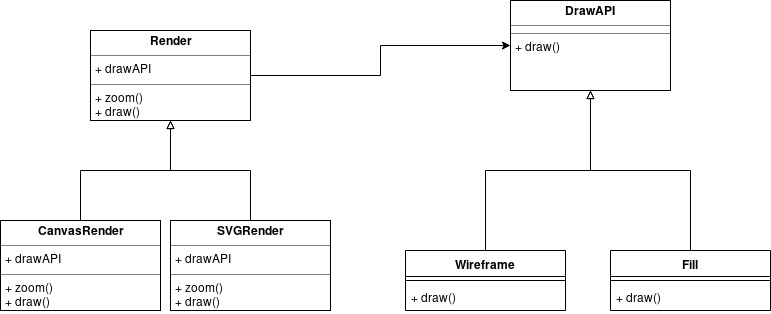 Render
+ drawAPI
+ zoom()
+ draw()
DrawAPI
+ draw()
CanvasRender
+ drawAPI
+ zoom()
+ draw()
SVGRender
+ drawAPI
+ zoom()
+ draw()
Wireframe
+ draw()
Fill
+ draw()